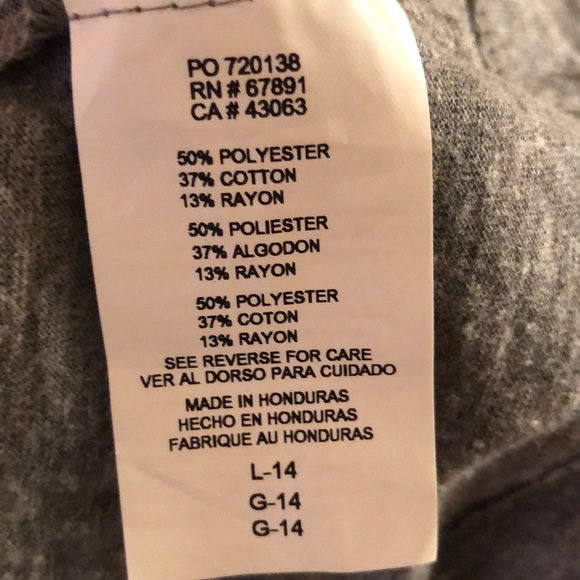 PO 720138
RN # 67891
CA # 43063
50% POLYESTER
37% COTTON
13% RAYON
50% POLIESTER
37% ALGODON
13% RAYON
50% POLYESTER
37% COTON
13% RAYON
SEE REVERSE FOR CARE
VER AL DORSO PARA CUIDADO
MADE IN HONDURAS
HECHO EN HONDURAS
FABRIQUE AU HONDURAS
L-14
G-14
G-14